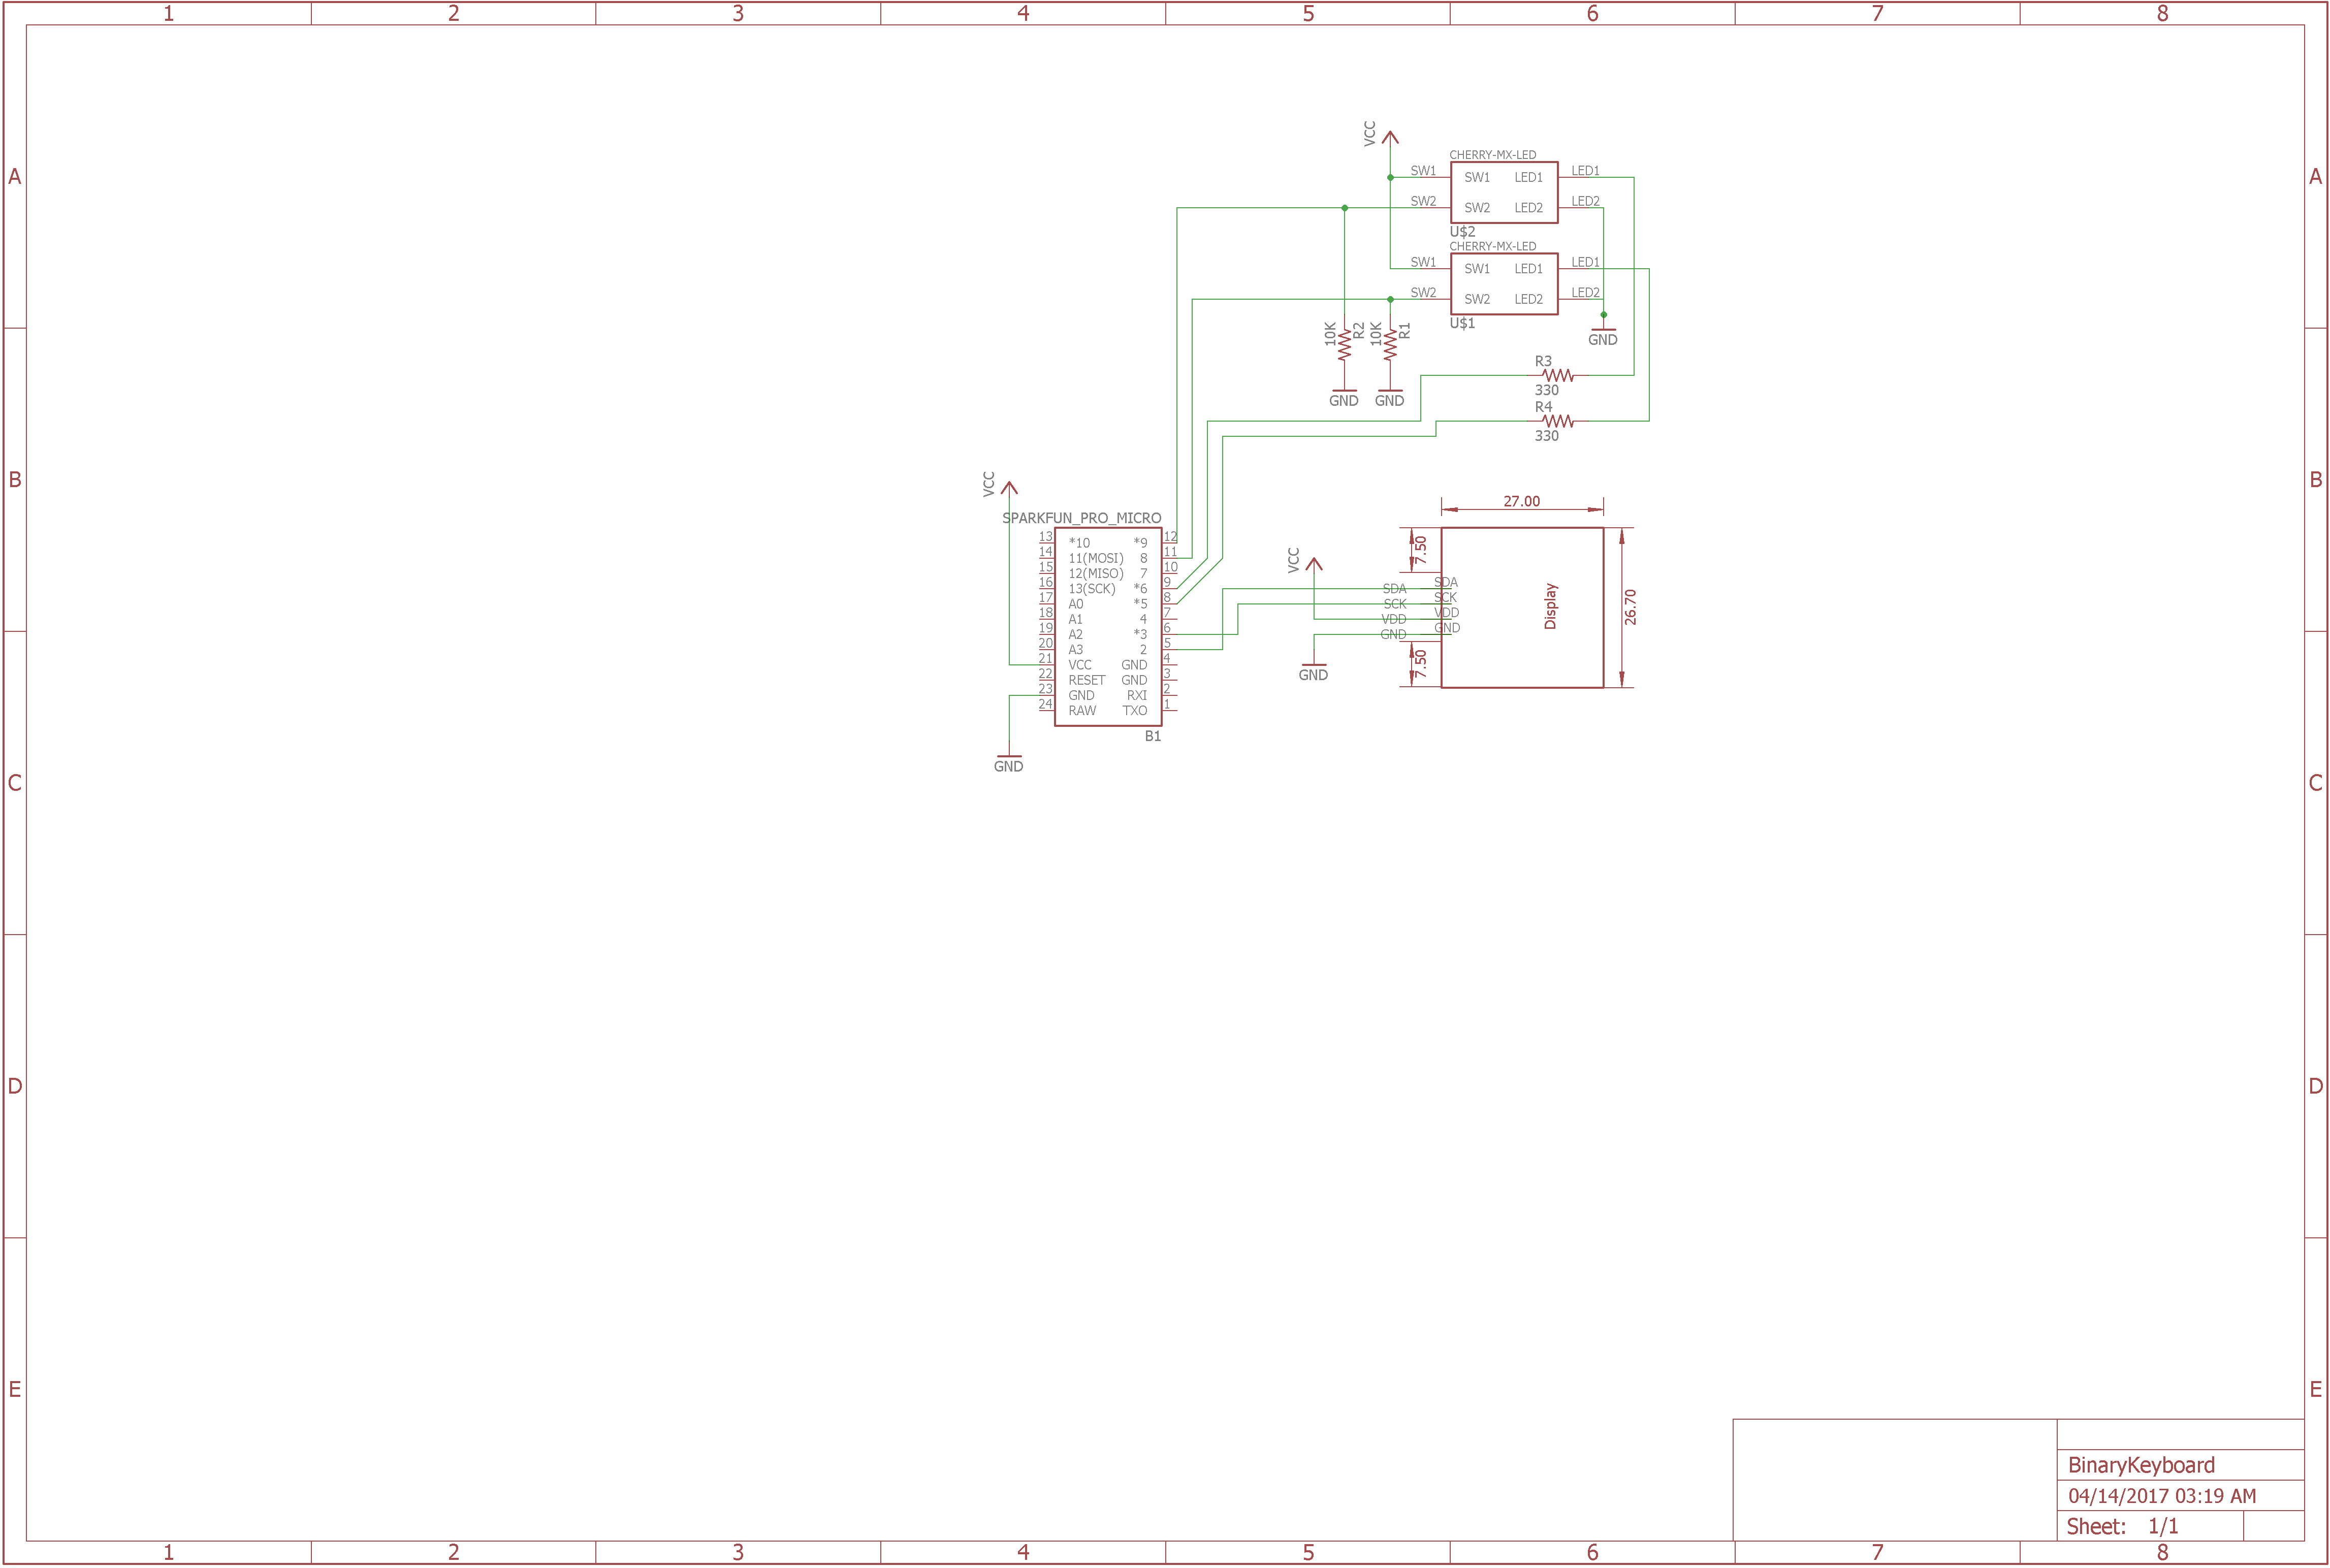 1 2 3 4 5 6 7 8
A A
B B
C C
D D
E E
VCC
CHERRY-MX-LED
SW1 SW1 LED1 LED1
SW2 SW2 LED2 LED2
U$2
CHERRY-MX-LED
SW1 SW1 LED1 LED1
SW2 SW2 LED2 LED2
U$1
10K R2
10K R1
GND
GND
GND
R3
330
R4
330
VCC
SPARKFUN_PRO_MICRO
13 *10 *9 12
14 11(MOSI) 8 11
15 12(MISO) 7 10
16 13(SCK) *6 9
17 A0 *5 8
18 A1 4 7
19 A2 *3 6
20 A3 2 5
21 VCC GND 4
22 RESET GND 3
23 GND RXI 2
24 RAW TXO 1
B1
GND
27.00
7.50
VCC
SDA SDA
SCK SCK
VDD VDD
GND GND
Display
26.70
7.50
GND
BinaryKeyboard
04/14/2017 03:19 AM
Sheet: 1/1
1 2 3 4 5 6 7 8